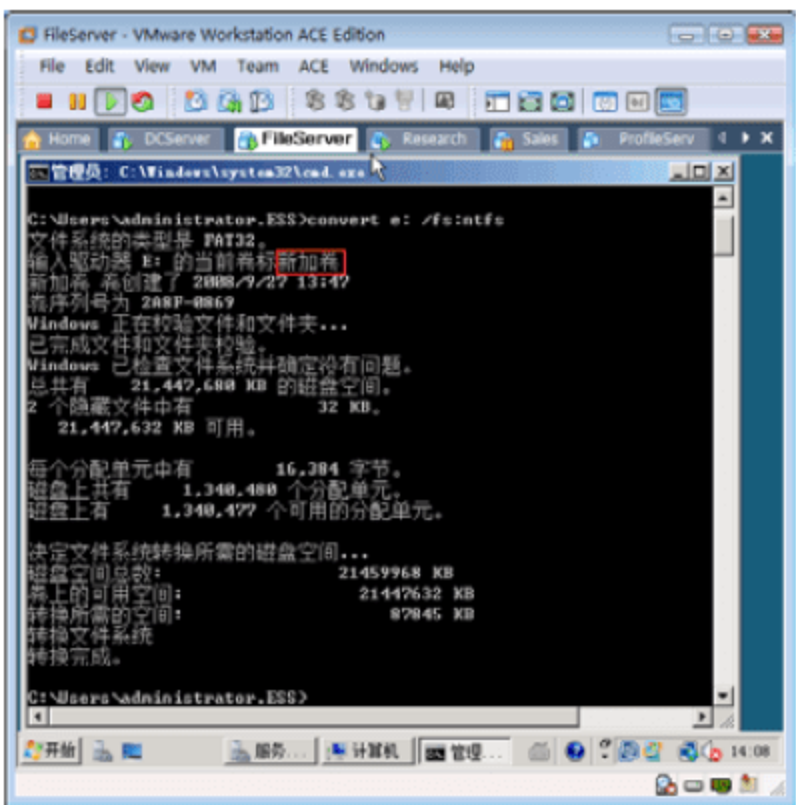 FileServer - VMware Workstation ACE Edition
File Edit View VM Team ACE Windows Help
Home DCServer FileServer Research Sales ProfileServ
管理员: C:\Windows\system32\cmd.exe
C:\Users\administrator.ESS>convert e: /fs:ntfs
文件系统的类型是 FAT32。
输入驱动器 E: 的当前卷标新加卷
新加卷 卷创建了 2008/9/27 13:47
卷序列号为 2A8F-0869
Windows 正在校验文件和文件夹...
已完成文件和文件夹校验。
Windows 已检查文件系统并确定没有问题。
总共有 21,447,680 KB 的磁盘空间。
2 个隐藏文件中有 32 KB。
21,447,632 KB 可用。
每个分配单元中有 16,384 字节。
磁盘上共有 1,340,480 个分配单元。
磁盘上有 1,340,477 个可用的分配单元。
决定文件系统转换所需的磁盘空间...
磁盘空间总数: 21459968 KB
卷上的可用空间: 21447632 KB
转换所需的空间: 87845 KB
转换文件系统
转换完成。
C:\Users\administrator.ESS>
开始 服务... 计算机 管理... 14:08